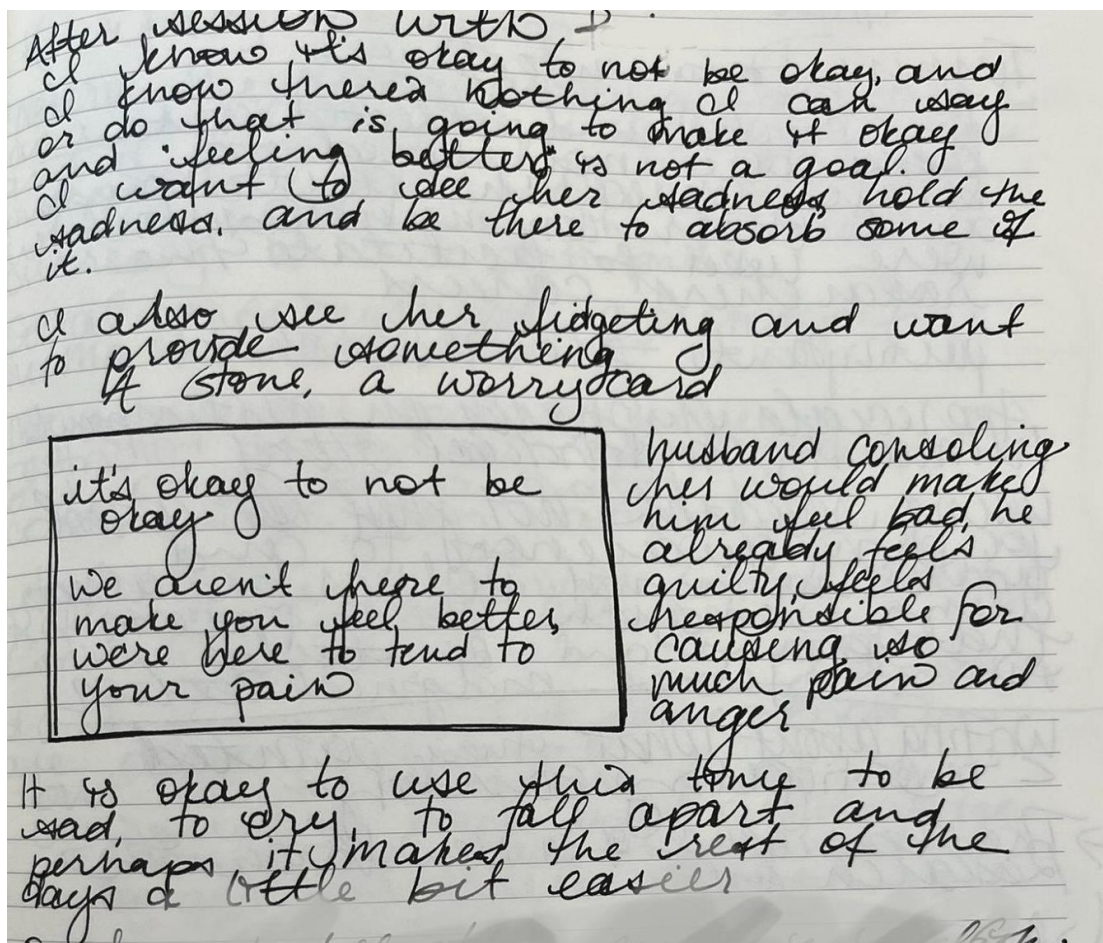 After session with D.
I know it's okay to not be okay, and
I know there's nothing I can say
or do that is going to make it okay
and "feeling better" is not a goal.
I want to see her sadness, hold the
sadness, and be there to absorb some of
it.
I also see her fidgeting and want
to provide something
A stone, a worry card
it's okay to not be
okay
We aren't here to
make you feel better,
we're here to tend to
your pain
husband consoling
her would make
him feel bad, he
already feels
guilty, feels
responsible for
causing so
much pain and
anger
It is okay to use this time to be
sad, to cry, to fall apart and
perhaps it makes the rest of the
days a little bit easier